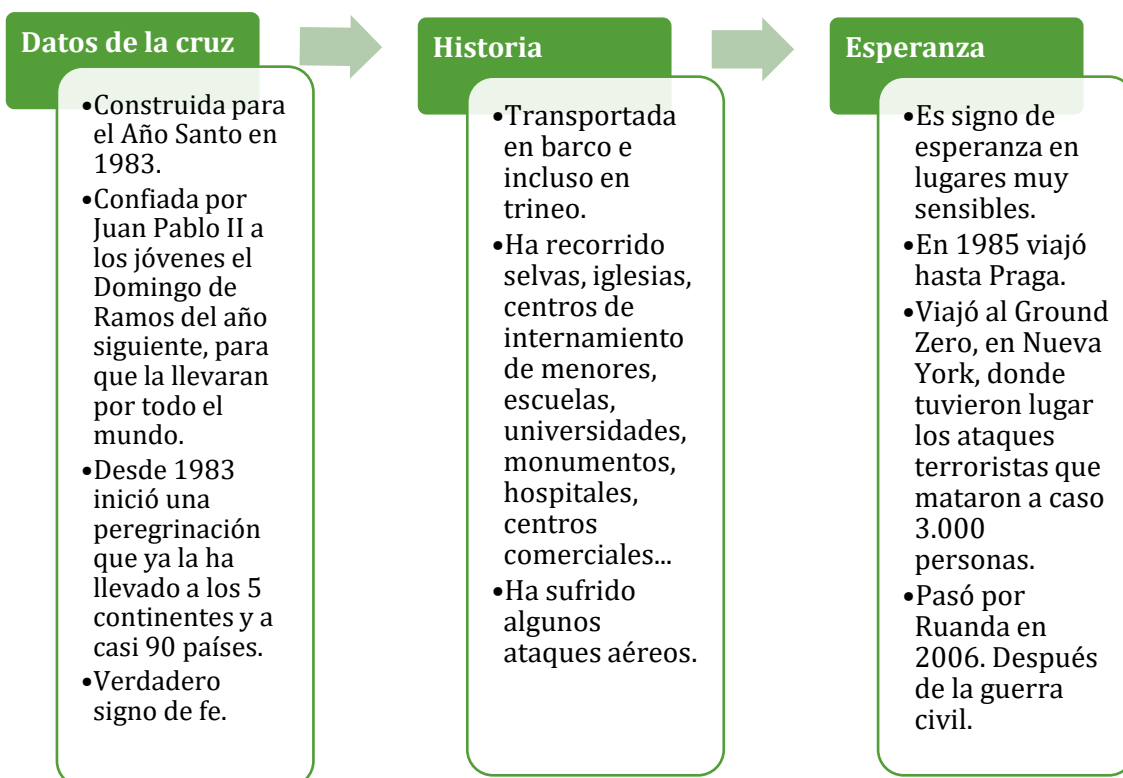 Datos de la cruz
•Construida para
el Año Santo en
1983.
•Confiada por
Juan Pablo II a
los jóvenes el
Domingo de
Ramos del año
siguiente, para
que la llevaran
por todo el
mundo.
•Desde 1983
inició una
peregrinación
que ya la ha
llevado a los 5
continentes y a
casi 90 países.
•Verdadero
signo de fe.
Historia
•Transportada
en barco e
incluso en
trineo.
•Ha recorrido
selvas, iglesias,
centros de
internamiento
de menores,
escuelas,
universidades,
monumentos,
hospitales,
centros
comerciales...
•Ha sufrido
algunos
ataques aéreos.
Esperanza
•Es signo de
esperanza en
lugares muy
sensibles.
•En 1985 viajó
hasta Praga.
•Viajó al Ground
Zero, en Nueva
York, donde
tuvieron lugar
los ataques
terroristas que
mataron a caso
3.000
personas.
•Pasó por
Ruanda en
2006. Después
de la guerra
civil.